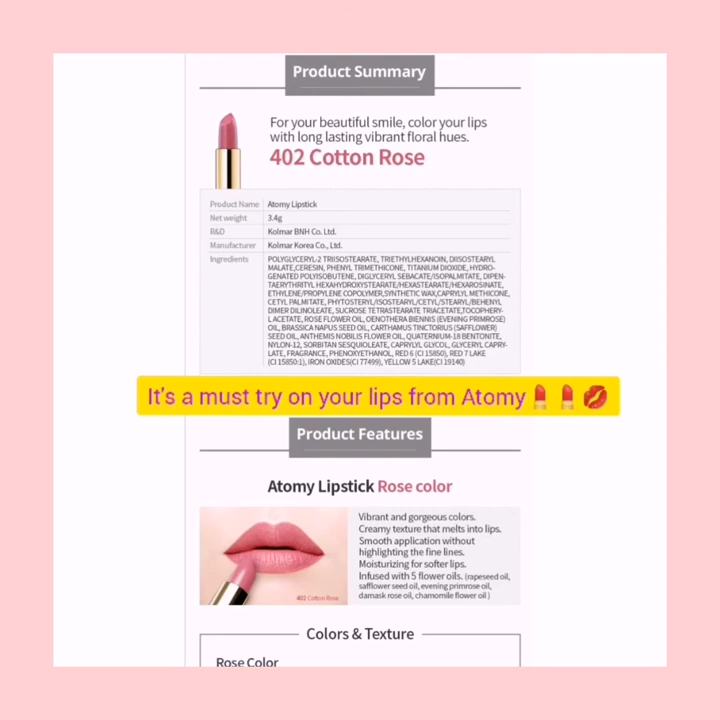 Product Summary
For your beautiful smile, color your lips
with long lasting vibrant floral hues.
402 Cotton Rose
Product Name Atomy Lipstick
Net weight 3.4g
R&D Kolmar BNH Co. Ltd.
Manufacturer Kolmar Korea Co., Ltd.
Ingredients POLYGLYCERYL-2 TRIISOSTEARATE, TRIETHYLHEXANOIN, DIISOSTEARYL
MALATE,CERESIN, PHENYL TRIMETHICONE, TITANIUM DIOXIDE, HYDRO-
GENATED POLYISOBUTENE, DIGLYCERYL SEBACATE/ISOPALMITATE, DIPEN-
TAERYTHRITYL HEXAHYDROXYSTEARATE/HEXASTEARATE/HEXAROSINATE,
ETHYLENE/PROPYLENE COPOLYMER,SYNTHETIC WAX,CAPRYLYL METHICONE,
CETYL PALMITATE, PHYTOSTERYL/ISOSTEARYL/CETYL/STEARYL/BEHENYL
DIMER DILINOLEATE, SUCROSE TETRASTEARATE TRIACETATE,TOCOPHERY-
L ACETATE, ROSE FLOWER OIL, OENOTHERA BIENNIS (EVENING PRIMROSE)
OIL, BRASSICA NAPUS SEED OIL, CARTHAMUS TINCTORIUS (SAFFLOWER)
SEED OIL, ANTHEMIS NOBILIS FLOWER OIL, QUATERNIUM-18 BENTONITE,
NYLON-12, SORBITAN SESQUIOLEATE, CAPRYLYL GLYCOL, GLYCERYL CAPRY-
LATE, FRAGRANCE, PHENOXYETHANOL, RED 6 (CI 15850), RED 7 LAKE
(CI 15850:1), IRON OXIDES(CI 77499), YELLOW 5 LAKE(CI 19140)
It's a must try on your lips from Atomy💄💄💋
Product Features
Atomy Lipstick Rose color
Vibrant and gorgeous colors.
Creamy texture that melts into lips.
Smooth application without
highlighting the fine lines.
Moisturizing for softer lips.
Infused with 5 flower oils. (rapeseed oil,
safflower seed oil, evening primrose oil,
damask rose oil, chamomile flower oil )
402 Cotton Rose
Colors & Texture
Rose Color